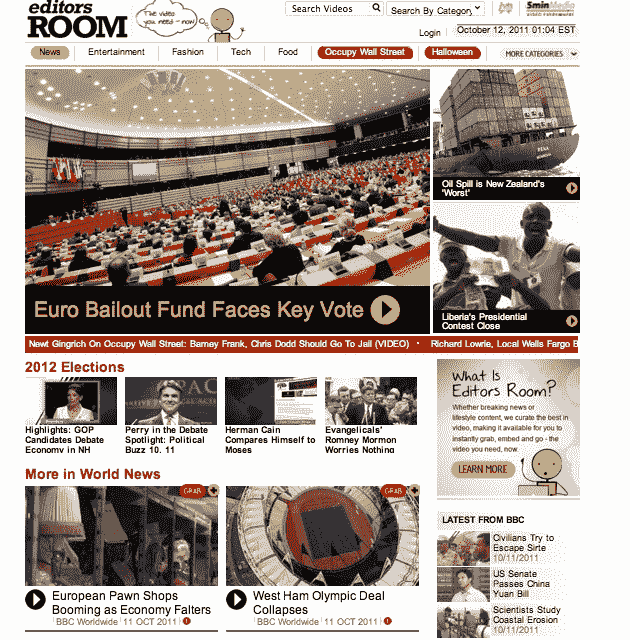 editors
ROOM
The video
you need - now
Search Videos
Search By Category
5minMedia
Login
October 12, 2011 01:04 EST
News
Entertainment
Fashion
Tech
Food
Occupy Wall Street
Halloween
MORE CATEGORIES
Euro Bailout Fund Faces Key Vote
Oil Spill is New Zealand's
'Worst'
Liberia's Presidential
Contest Close
Newt Gingrich On Occupy Wall Street: Barney Frank, Chris Dodd Should Go To Jail (VIDEO) • Richard Lowrie, Local Wells Fargo B
2012 Elections
Highlights: GOP
Candidates Debate
Economy in NH
Perry in the Debate
Spotlight: Political
Buzz 10. 11
Herman Cain
Compares Himself to
Moses
Evangelicals'
Romney Mormon
Worries Nothing
What Is
Editors Room?
Whether breaking news or
lifestyle content, we curate the best in
video, making it available for you to
instantly grab, embed and go - the
video you need, now.
LEARN MORE
More in World News
GRAB
GRAB
European Pawn Shops
Booming as Economy Falters
BBC Worldwide | 11 OCT 2011 |
West Ham Olympic Deal
Collapses
BBC Worldwide | 11 OCT 2011 |
LATEST FROM BBC
Civilians Try to
Escape Sirte
10/11/2011
US Senate
Passes China
Yuan Bill
Scientists Study
Coastal Erosion
10/11/2011